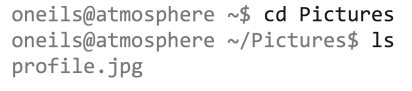 oneils@atmosphere ~$ cd Pictures
oneils@atmosphere ~/Pictures$ ls
profile.jpg